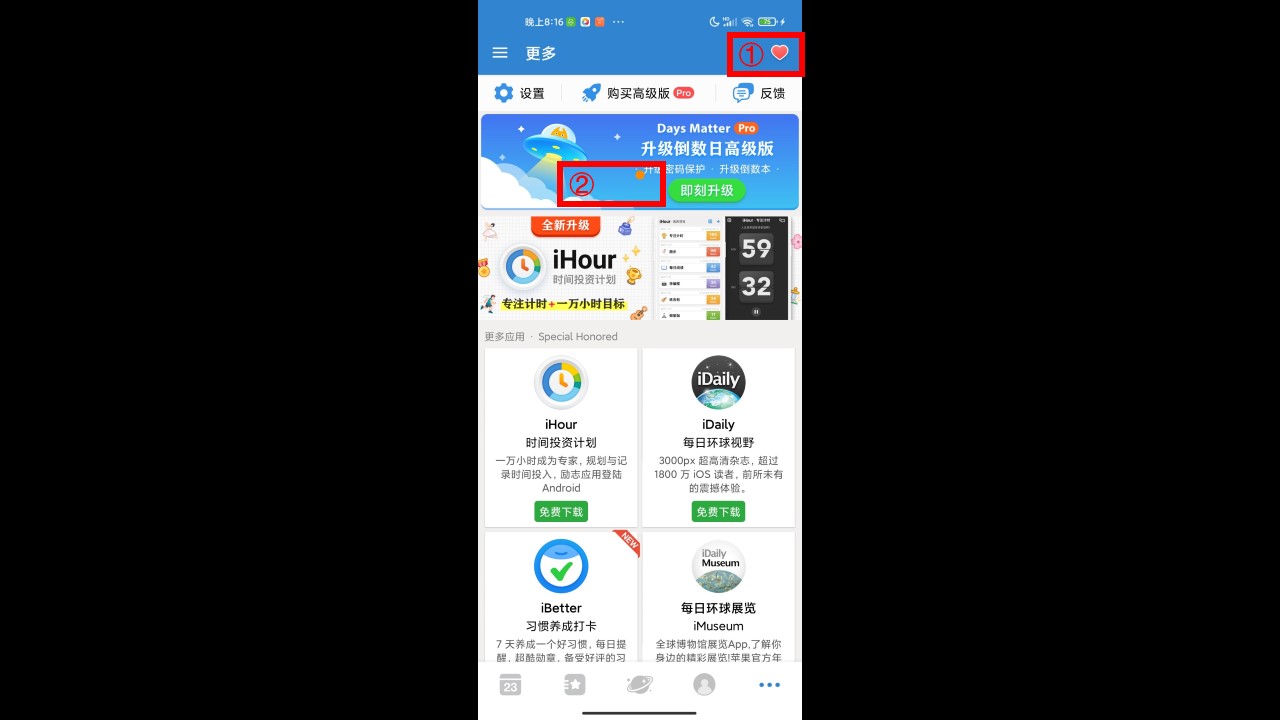 晚上8:16
75
更多
①
设置
购买高级版 Pro
反馈
Days Matter Pro
升级倒数日高级版
· 升级密码保护 · 升级倒数本 ·
②
即刻升级
全新升级
iHour
时间投资计划
专注计时+一万小时目标
59
32
更多应用 · Special Honored
iHour
时间投资计划
一万小时成为专家，规划与记
录时间投入，励志应用登陆
Android
免费下载
iDaily
iDaily
每日环球视野
3000px 超高清杂志，超过
1800 万 iOS 读者，前所未有
的震撼体验。
免费下载
NEW
iBetter
习惯养成打卡
7 天养成一个好习惯，每日提
醒，超酷勋章，备受好评的习
iDaily
Museum
每日环球展览
iMuseum
全球博物馆展览App,了解你
身边的精彩展览!苹果官方年
23